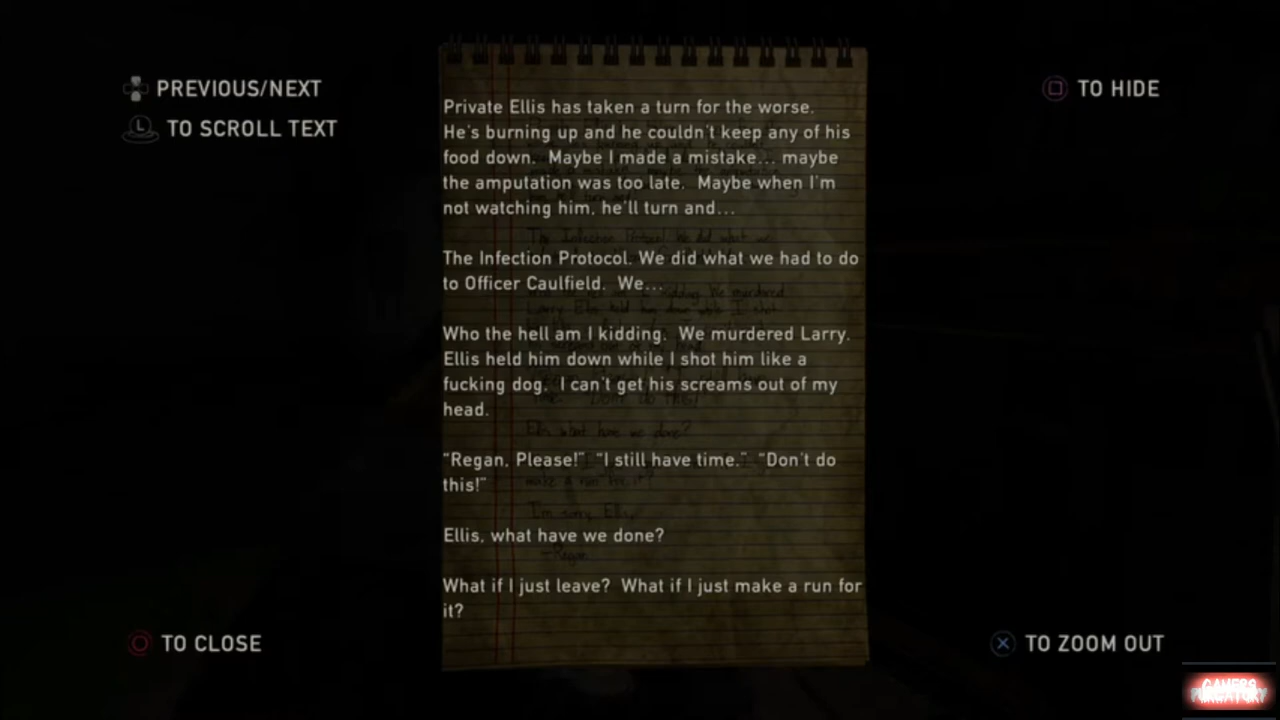 PREVIOUS/NEXT
TO SCROLL TEXT
TO HIDE
Private Ellis has taken a turn for the worse.
He's burning up and he couldn't keep any of his
food down. Maybe I made a mistake... maybe
the amputation was too late. Maybe when I'm
not watching him, he'll turn and...
The Infection Protocol. We did what we had to do
to Officer Caulfield. We...
Who the hell am I kidding. We murdered Larry.
Ellis held him down while I shot him like a
fucking dog. I can't get his screams out of my
head.
“Regan, Please!” “I still have time.” “Don't do
this!”
Ellis, what have we done?
What if I just leave? What if I just make a run for
it?
TO CLOSE
TO ZOOM OUT
GAMERS
PURGATORY